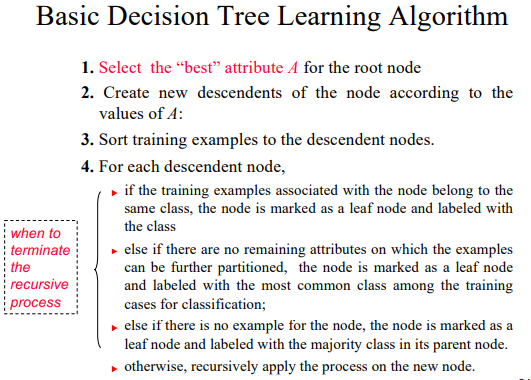 Basic Decision Tree Learning Algorithm
1. Select the “best” attribute A for the root node
2. Create new descendents of the node according to the
values of A:
3. Sort training examples to the descendent nodes.
4. For each descendent node,
if the training examples associated with the node belong to the
same class, the node is marked as a leaf node and labeled with
the class
else if there are no remaining attributes on which the examples
can be further partitioned, the node is marked as a leaf node
and labeled with the most common class among the training
cases for classification;
else if there is no example for the node, the node is marked as a
leaf node and labeled with the majority class in its parent node.
otherwise, recursively apply the process on the new node.
when to
terminate
the
recursive
process